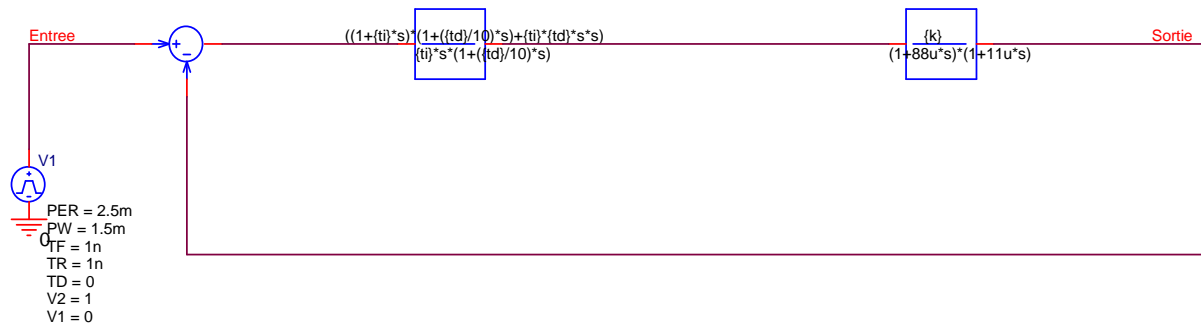 Entree
+
−
((1+{ti}*s)*(1+({td}/10)*s)+{ti}*{td}*s*s)
{ti}*s*(1+({td}/10)*s)
{k}
(1+88u*s)*(1+11u*s)
Sortie
V1
+
-
0
PER = 2.5m
PW = 1.5m
TF = 1n
TR = 1n
TD = 0
V2 = 1
V1 = 0